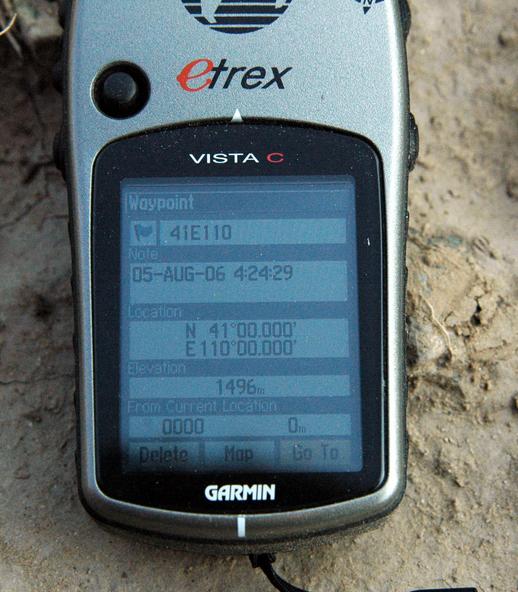 etrex
VISTA C
Waypoint
41E110
Note
05-AUG-06 4:24:29
Location
N 41°00.000'
E110°00.000'
Elevation
1496m
From Current Location
0000 0m
Delete Map Go To
GARMIN